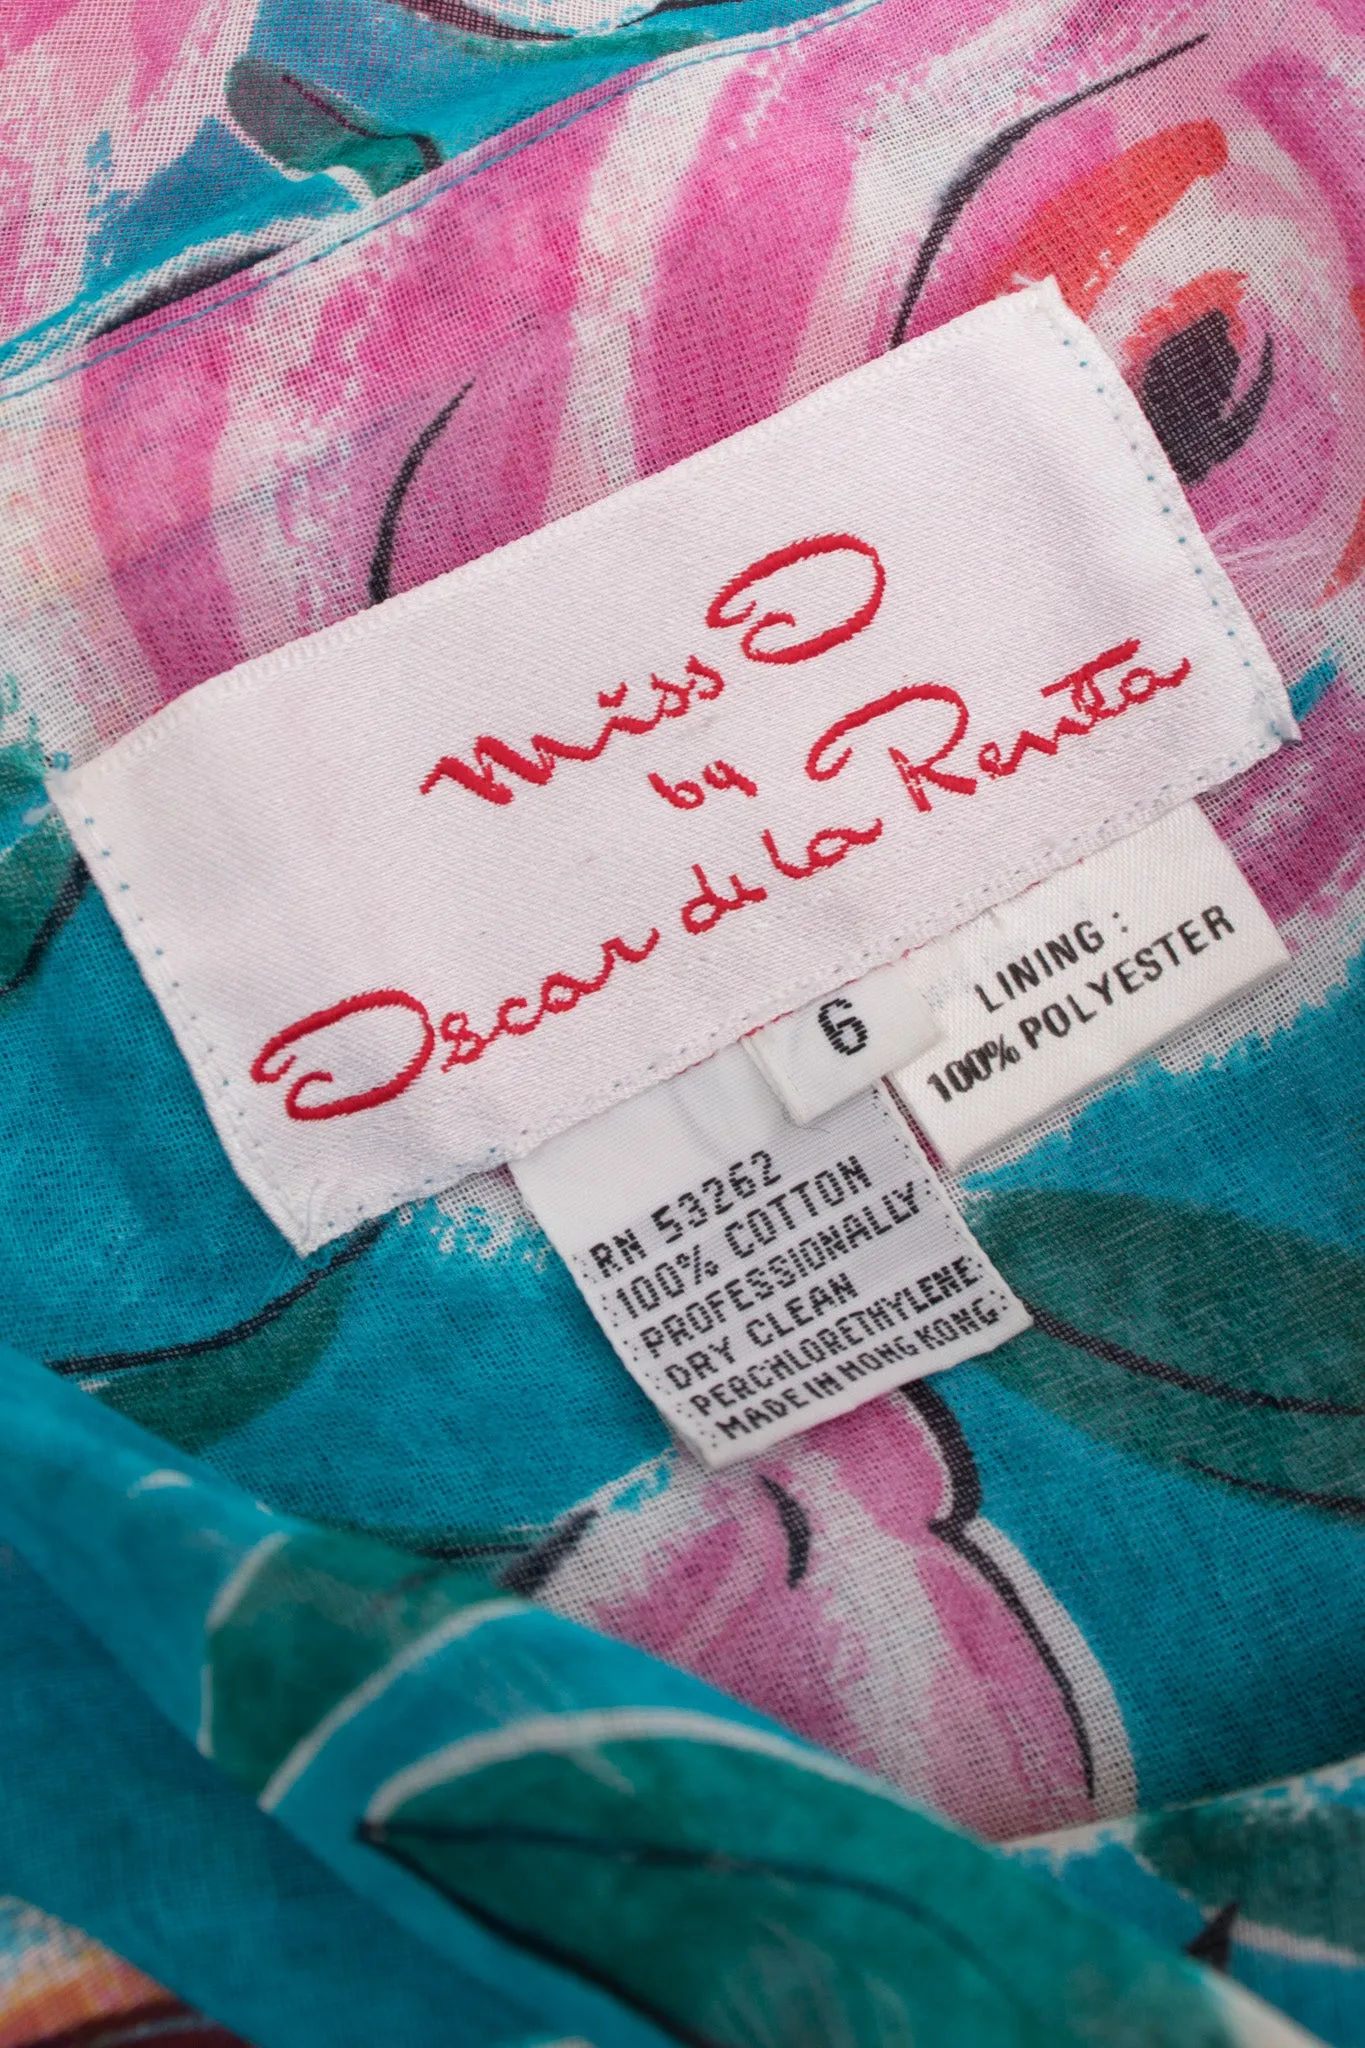 miss O
by
Oscar de la Renta
6
LINING :
100% POLYESTER
RN 53262
100% COTTON
PROFESSIONALLY
DRY CLEAN
PERCHLORETHYLENE
MADE IN HONG KONG